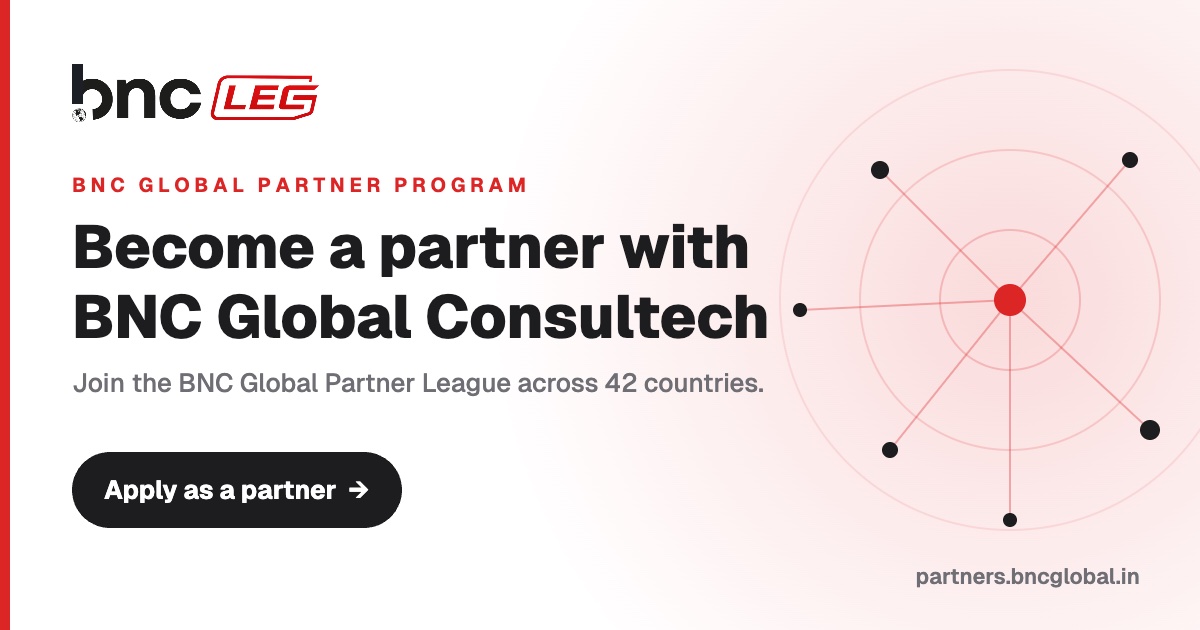 bnc LEG
BNC GLOBAL PARTNER PROGRAM
Become a partner with
BNC Global Consultech
Join the BNC Global Partner League across 42 countries.
Apply as a partner →
partners.bncglobal.in